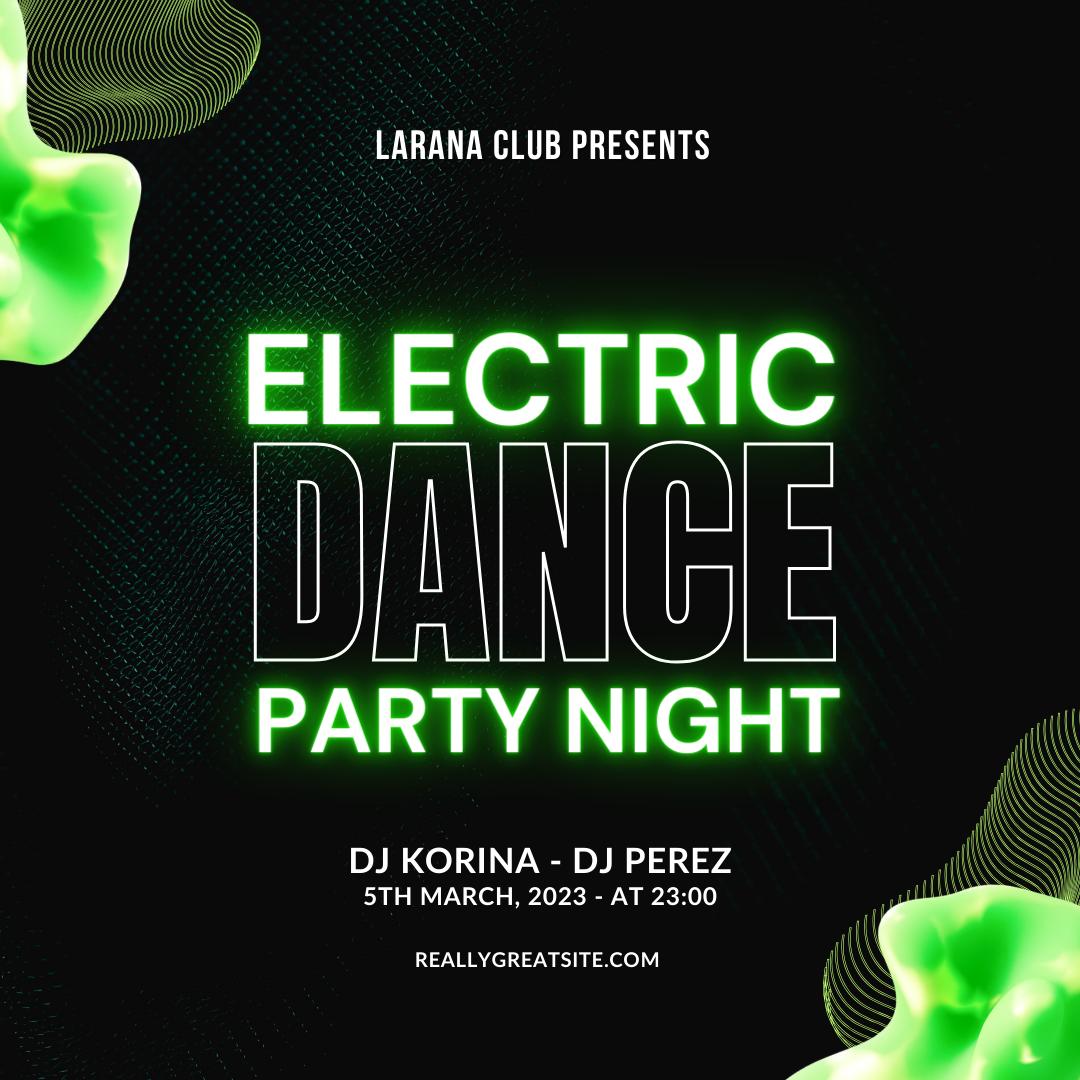 LARANA CLUB PRESENTS
ELECTRIC
DANCE
PARTY NIGHT
DJ KORINA - DJ PEREZ
5TH MARCH, 2023 - AT 23:00
REALLYGREATSITE.COM